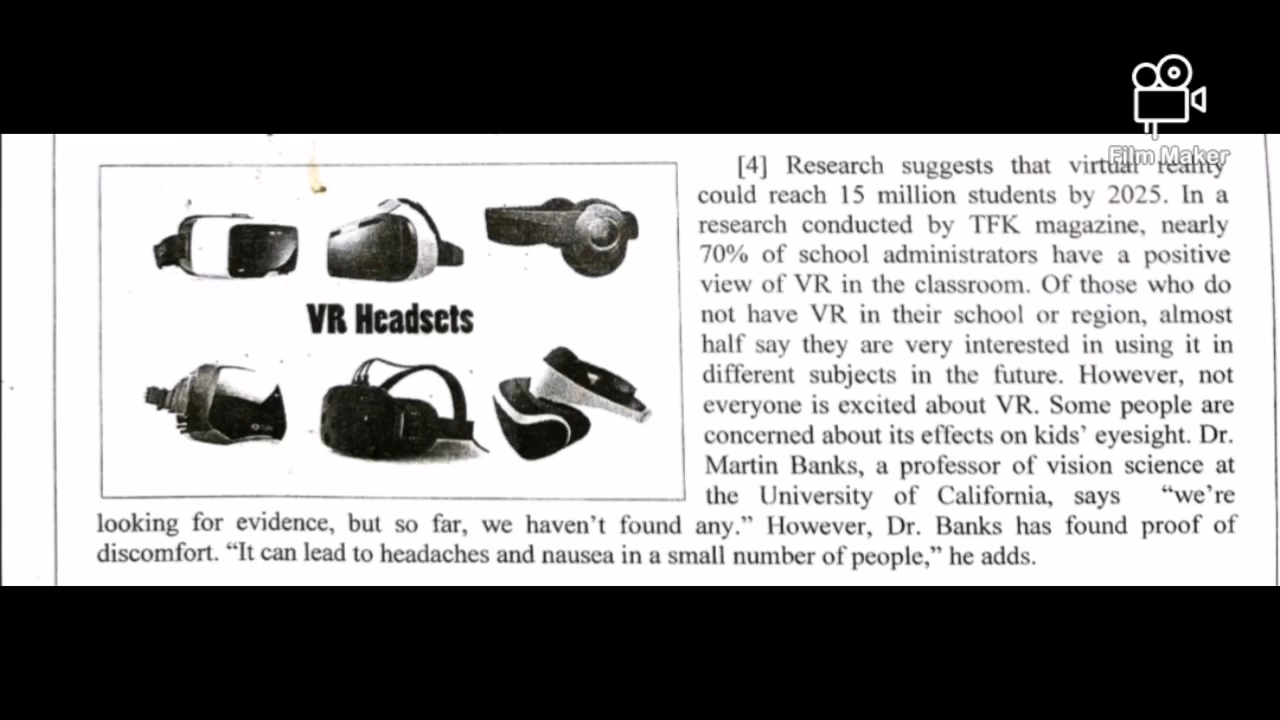 Film Maker
[4] Research suggests that virtual reality
could reach 15 million students by 2025. In a
research conducted by TFK magazine, nearly
70% of school administrators have a positive
view of VR in the classroom. Of those who do
not have VR in their school or region, almost
half say they are very interested in using it in
different subjects in the future. However, not
everyone is excited about VR. Some people are
concerned about its effects on kids' eyesight. Dr.
Martin Banks, a professor of vision science at
the University of California, says “we're
looking for evidence, but so far, we haven't found any.” However, Dr. Banks has found proof of
discomfort. “It can lead to headaches and nausea in a small number of people,” he adds.
VR Headsets